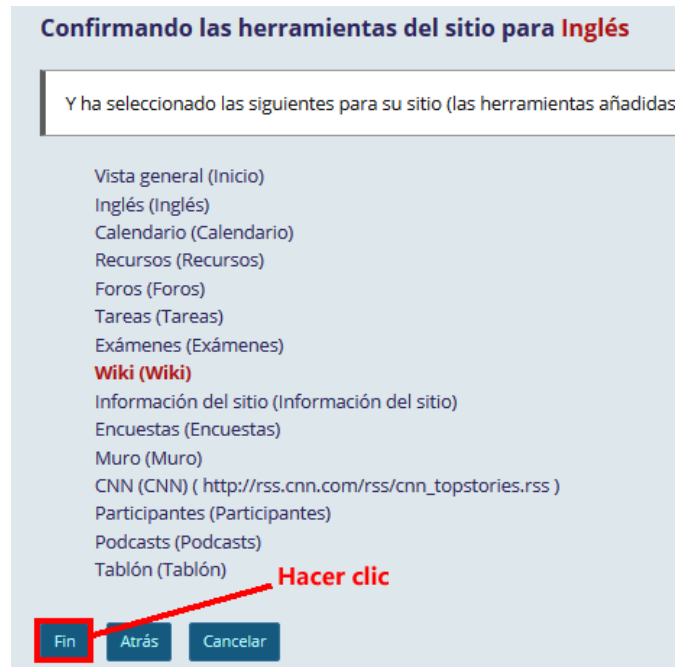 Confirmando las herramientas del sitio para Inglés
Y ha seleccionado las siguientes para su sitio (las herramientas añadidas
Vista general (Inicio)
Inglés (Inglés)
Calendario (Calendario)
Recursos (Recursos)
Foros (Foros)
Tareas (Tareas)
Exámenes (Exámenes)
Wiki (Wiki)
Información del sitio (Información del sitio)
Encuestas (Encuestas)
Muro (Muro)
CNN (CNN) ( http://rss.cnn.com/rss/cnn_topstories.rss )
Participantes (Participantes)
Podcasts (Podcasts)
Tablón (Tablón)
Hacer clic
Fin Atrás Cancelar